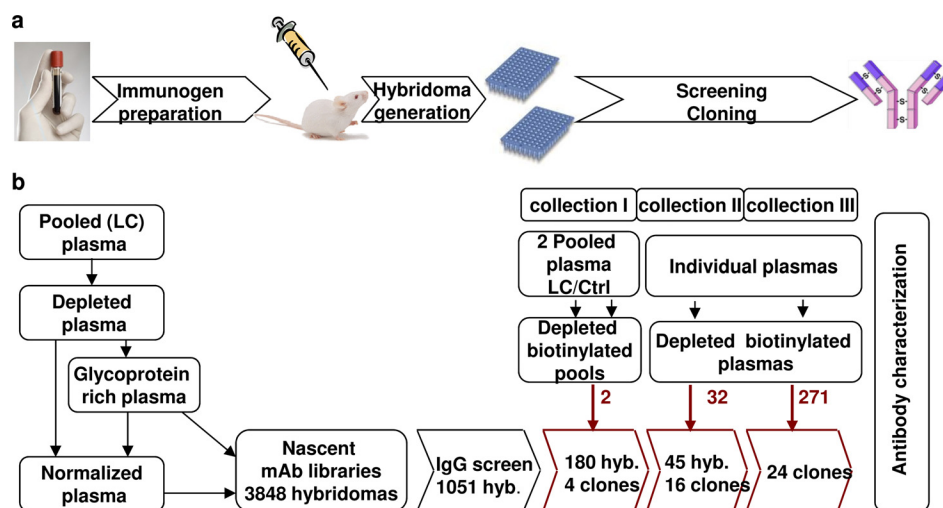 a
Immunogen
preparation
Hybridoma
generation
Screening
Cloning
S
S
-S-
-S-
b
Pooled (LC)
plasma
Depleted
plasma
Glycoprotein
rich plasma
Normalized
plasma
Nascent
mAb libraries
3848 hybridomas
IgG screen
1051 hyb.
collection I
collection II
collection III
2 Pooled
plasma
LC/Ctrl
Individual plasmas
Depleted
biotinylated
pools
Depleted biotinylated
plasmas
2
32
271
180 hyb.
4 clones
45 hyb.
16 clones
24 clones
Antibody characterization